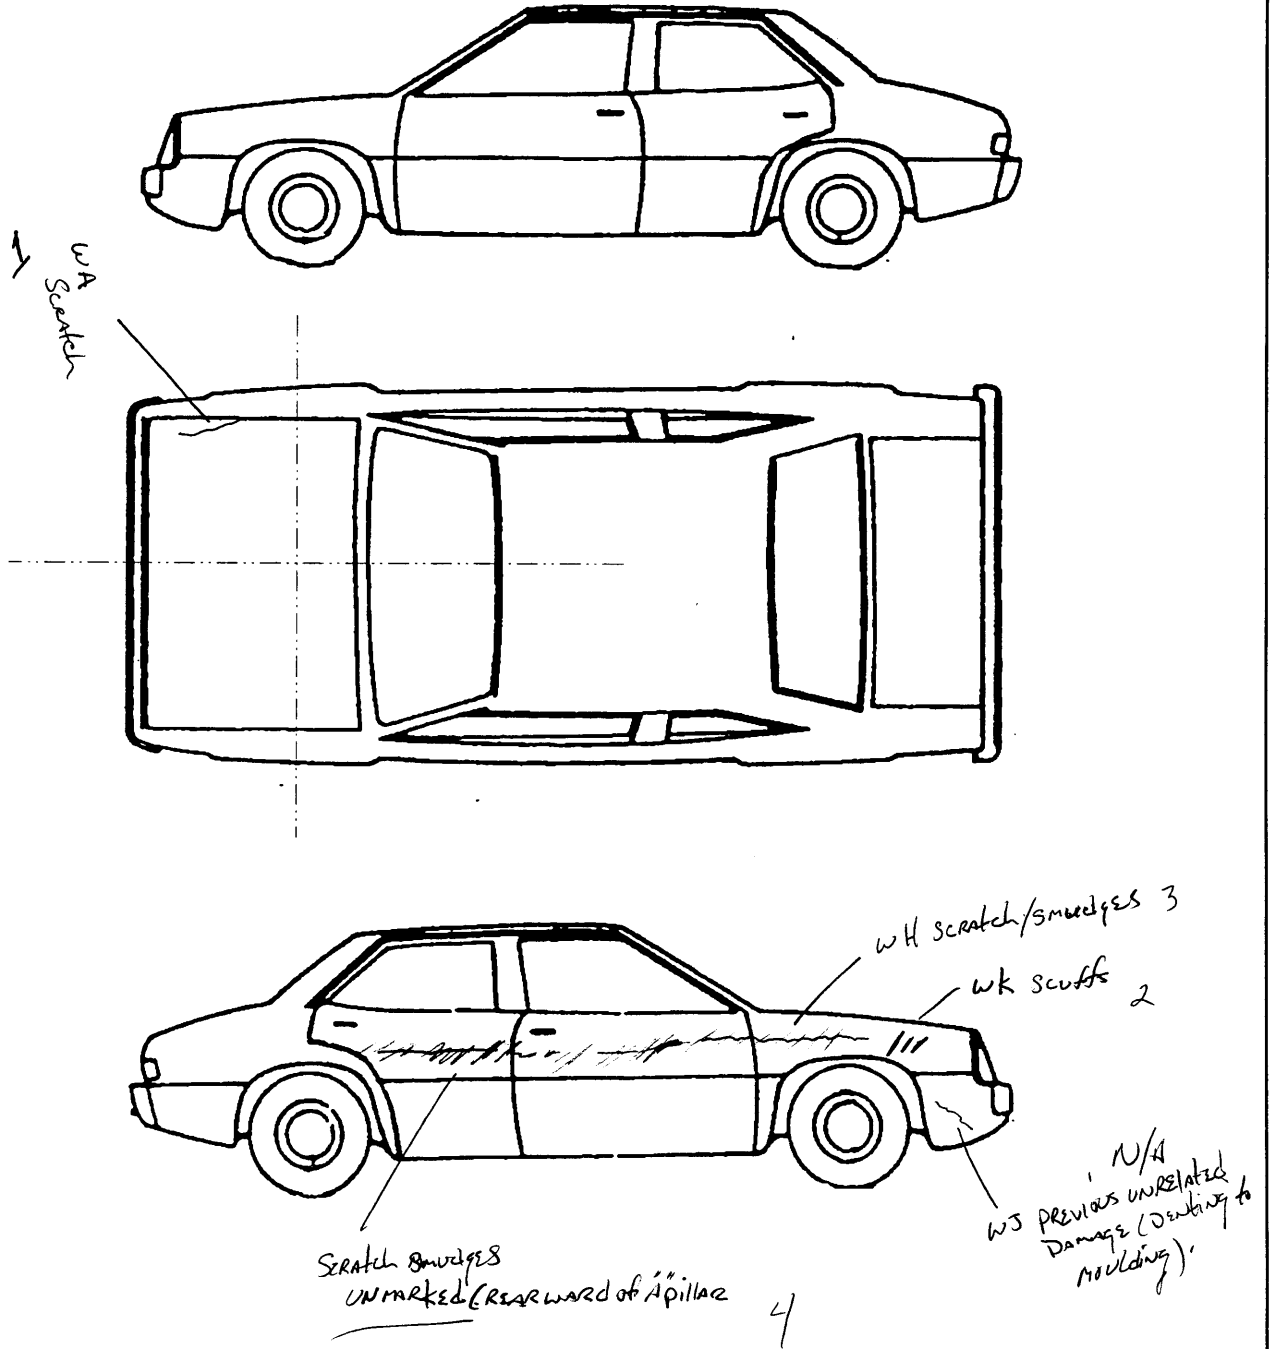 1
WA
Scratch
WH Scratch/smudges 3
WK Scuffs 2
N/A
WJ Previous unrelated
Damage (Denting to
Moulding).
Scratch smudges
unmarked (rearward of "A" pillar
4